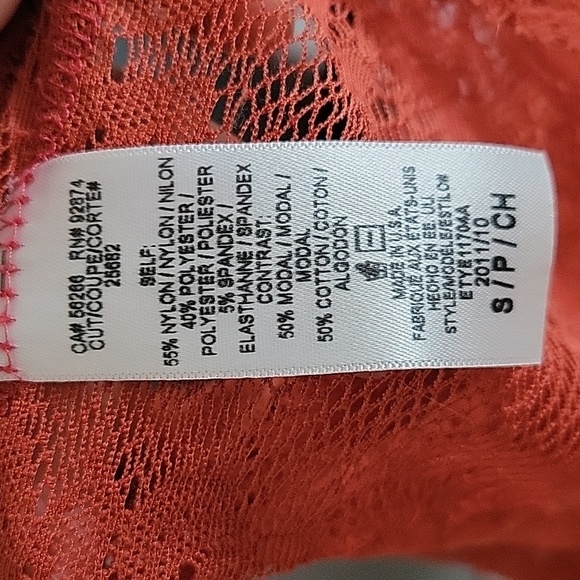 CA# 56286 RN# 92874
CUT/COUPE/CORTE#
25682
SELF:
55% NYLON / NYLON / NILON
40% POLYESTER /
POLYESTER / POLIESTER
5% SPANDEX /
ELASTHANNE / SPANDEX
CONTRAST:
50% MODAL / MODAL /
MODAL
50% COTTON / COTON /
ALGODON
MADE IN U.S.A.
FABRIQUE AUX ETATS-UNIS
HECHO EN EE. UU.
STYLE/MODELE/ESTILO#
ETYE11704A
2011/10
S / P / CH